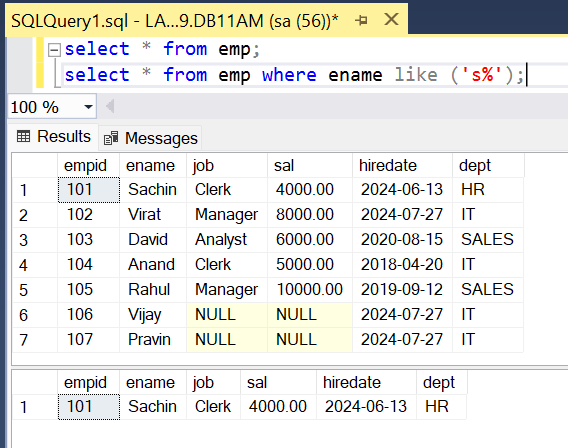 SQLQuery1.sql - LA...9.DB11AM (sa (56))*
select * from emp;
select * from emp where ename like ('s%');
100 %
Results Messages
empid ename job sal hiredate dept
1 101 Sachin Clerk 4000.00 2024-06-13 HR
2 102 Virat Manager 8000.00 2024-07-27 IT
3 103 David Analyst 6000.00 2020-08-15 SALES
4 104 Anand Clerk 5000.00 2018-04-20 IT
5 105 Rahul Manager 10000.00 2019-09-12 SALES
6 106 Vijay NULL NULL 2024-07-27 IT
7 107 Pravin NULL NULL 2024-07-27 IT
empid ename job sal hiredate dept
1 101 Sachin Clerk 4000.00 2024-06-13 HR